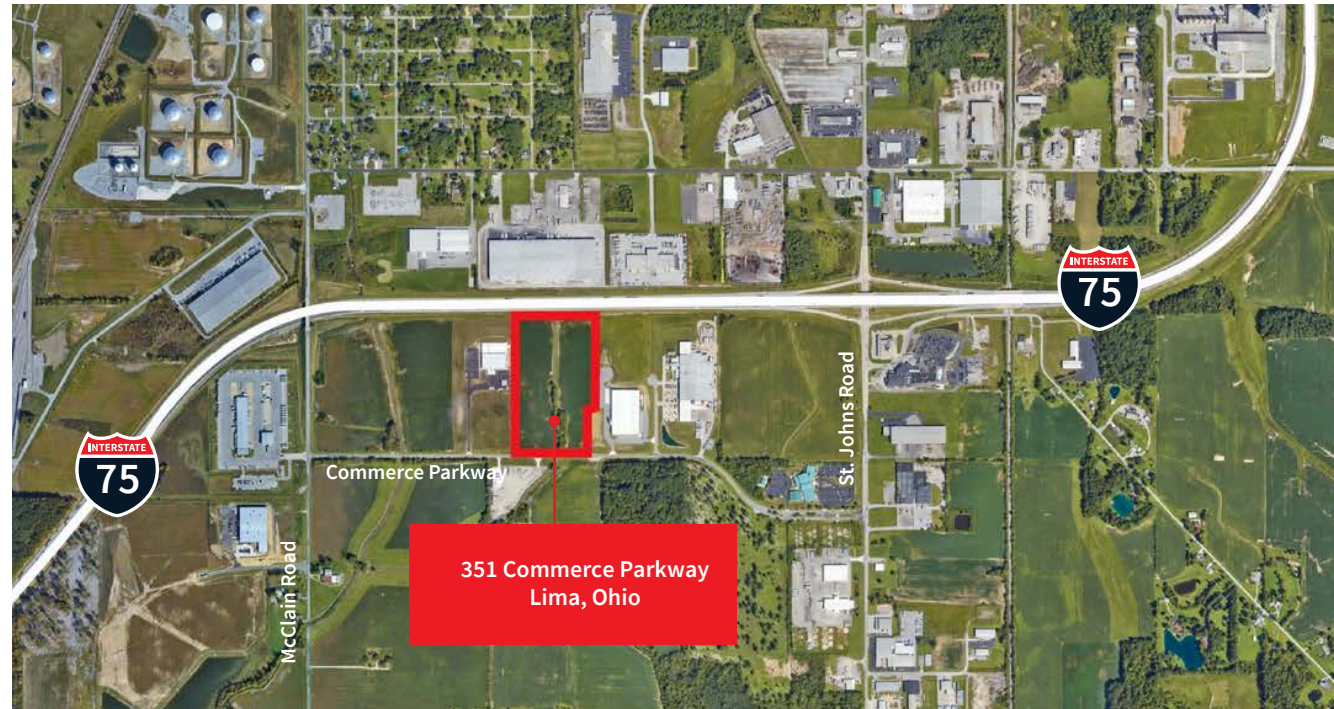 INTERSTATE
75
St. Johns Road
INTERSTATE
75
Commerce Parkway
McClain Road
351 Commerce Parkway
Lima, Ohio